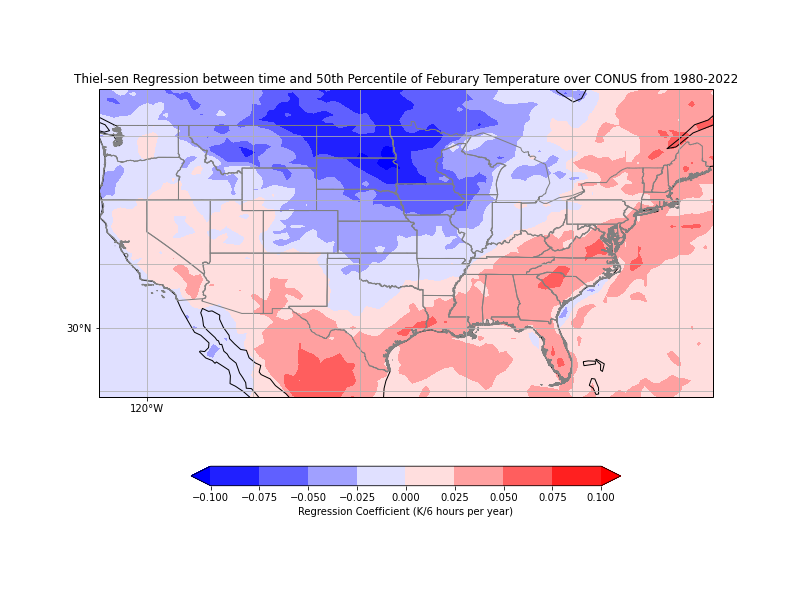 Thiel-sen Regression between time and 50th Percentile of Feburary Temperature over CONUS from 1980-2022
30°N
120°W
−0.100 −0.075 −0.050 −0.025 0.000 0.025 0.050 0.075 0.100
Regression Coefficient (K/6 hours per year)